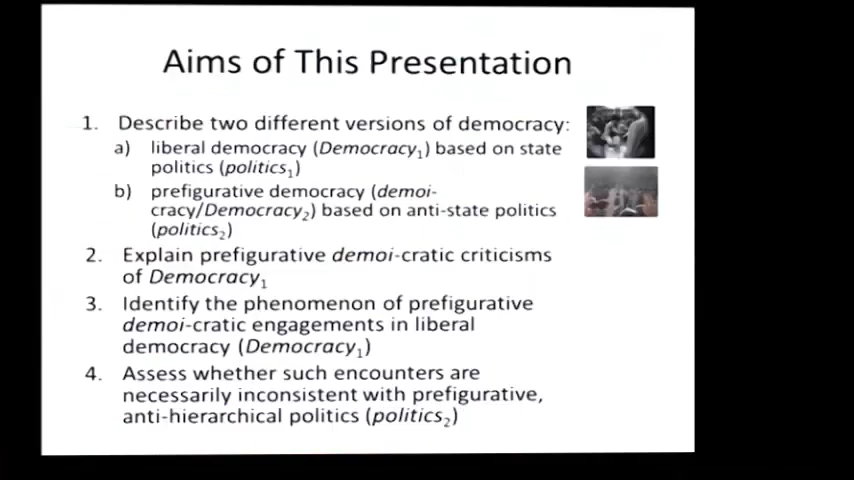 Aims of This Presentation
1. Describe two different versions of democracy:
a) liberal democracy (Democracy₁) based on state
politics (politics₁)
b) prefigurative democracy (demoi-
cracy/Democracy₂) based on anti-state politics
(politics₂)
2. Explain prefigurative demoi-cratic criticisms
of Democracy₁
3. Identify the phenomenon of prefigurative
demoi-cratic engagements in liberal
democracy (Democracy₁)
4. Assess whether such encounters are
necessarily inconsistent with prefigurative,
anti-hierarchical politics (politics₂)